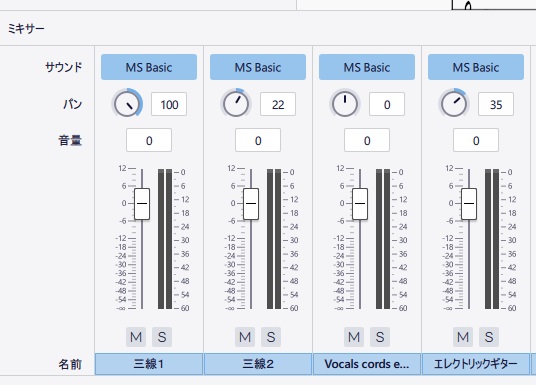 ミキサー
サウンド MS Basic MS Basic MS Basic MS Basic
パン 100 22 0 35
音量 0 0 0 0
12 0 12 0 12 0 12 0
6 6 6 6 6 6 6 6
0 12 0 12 0 12 0 12
-6 18 -6 18 -6 18 -6 18
24 24 24 24
-12 30 -12 30 -12 30 -12 30
-18 36 -18 36 -18 36 -18 36
-24 -24 -24 -24
-30 42 -30 42 -30 42 -30 42
-36 -36 -36 -36
-42 48 -42 48 -42 48 -42 48
-48 -48 -48 -48
-54 54 -54 54 -54 54 -54 54
-∞ 60 -∞ 60 -∞ 60 -∞ 60
M S M S M S M S
名前 三線1 三線2 Vocals cords e... エレクトリックギター